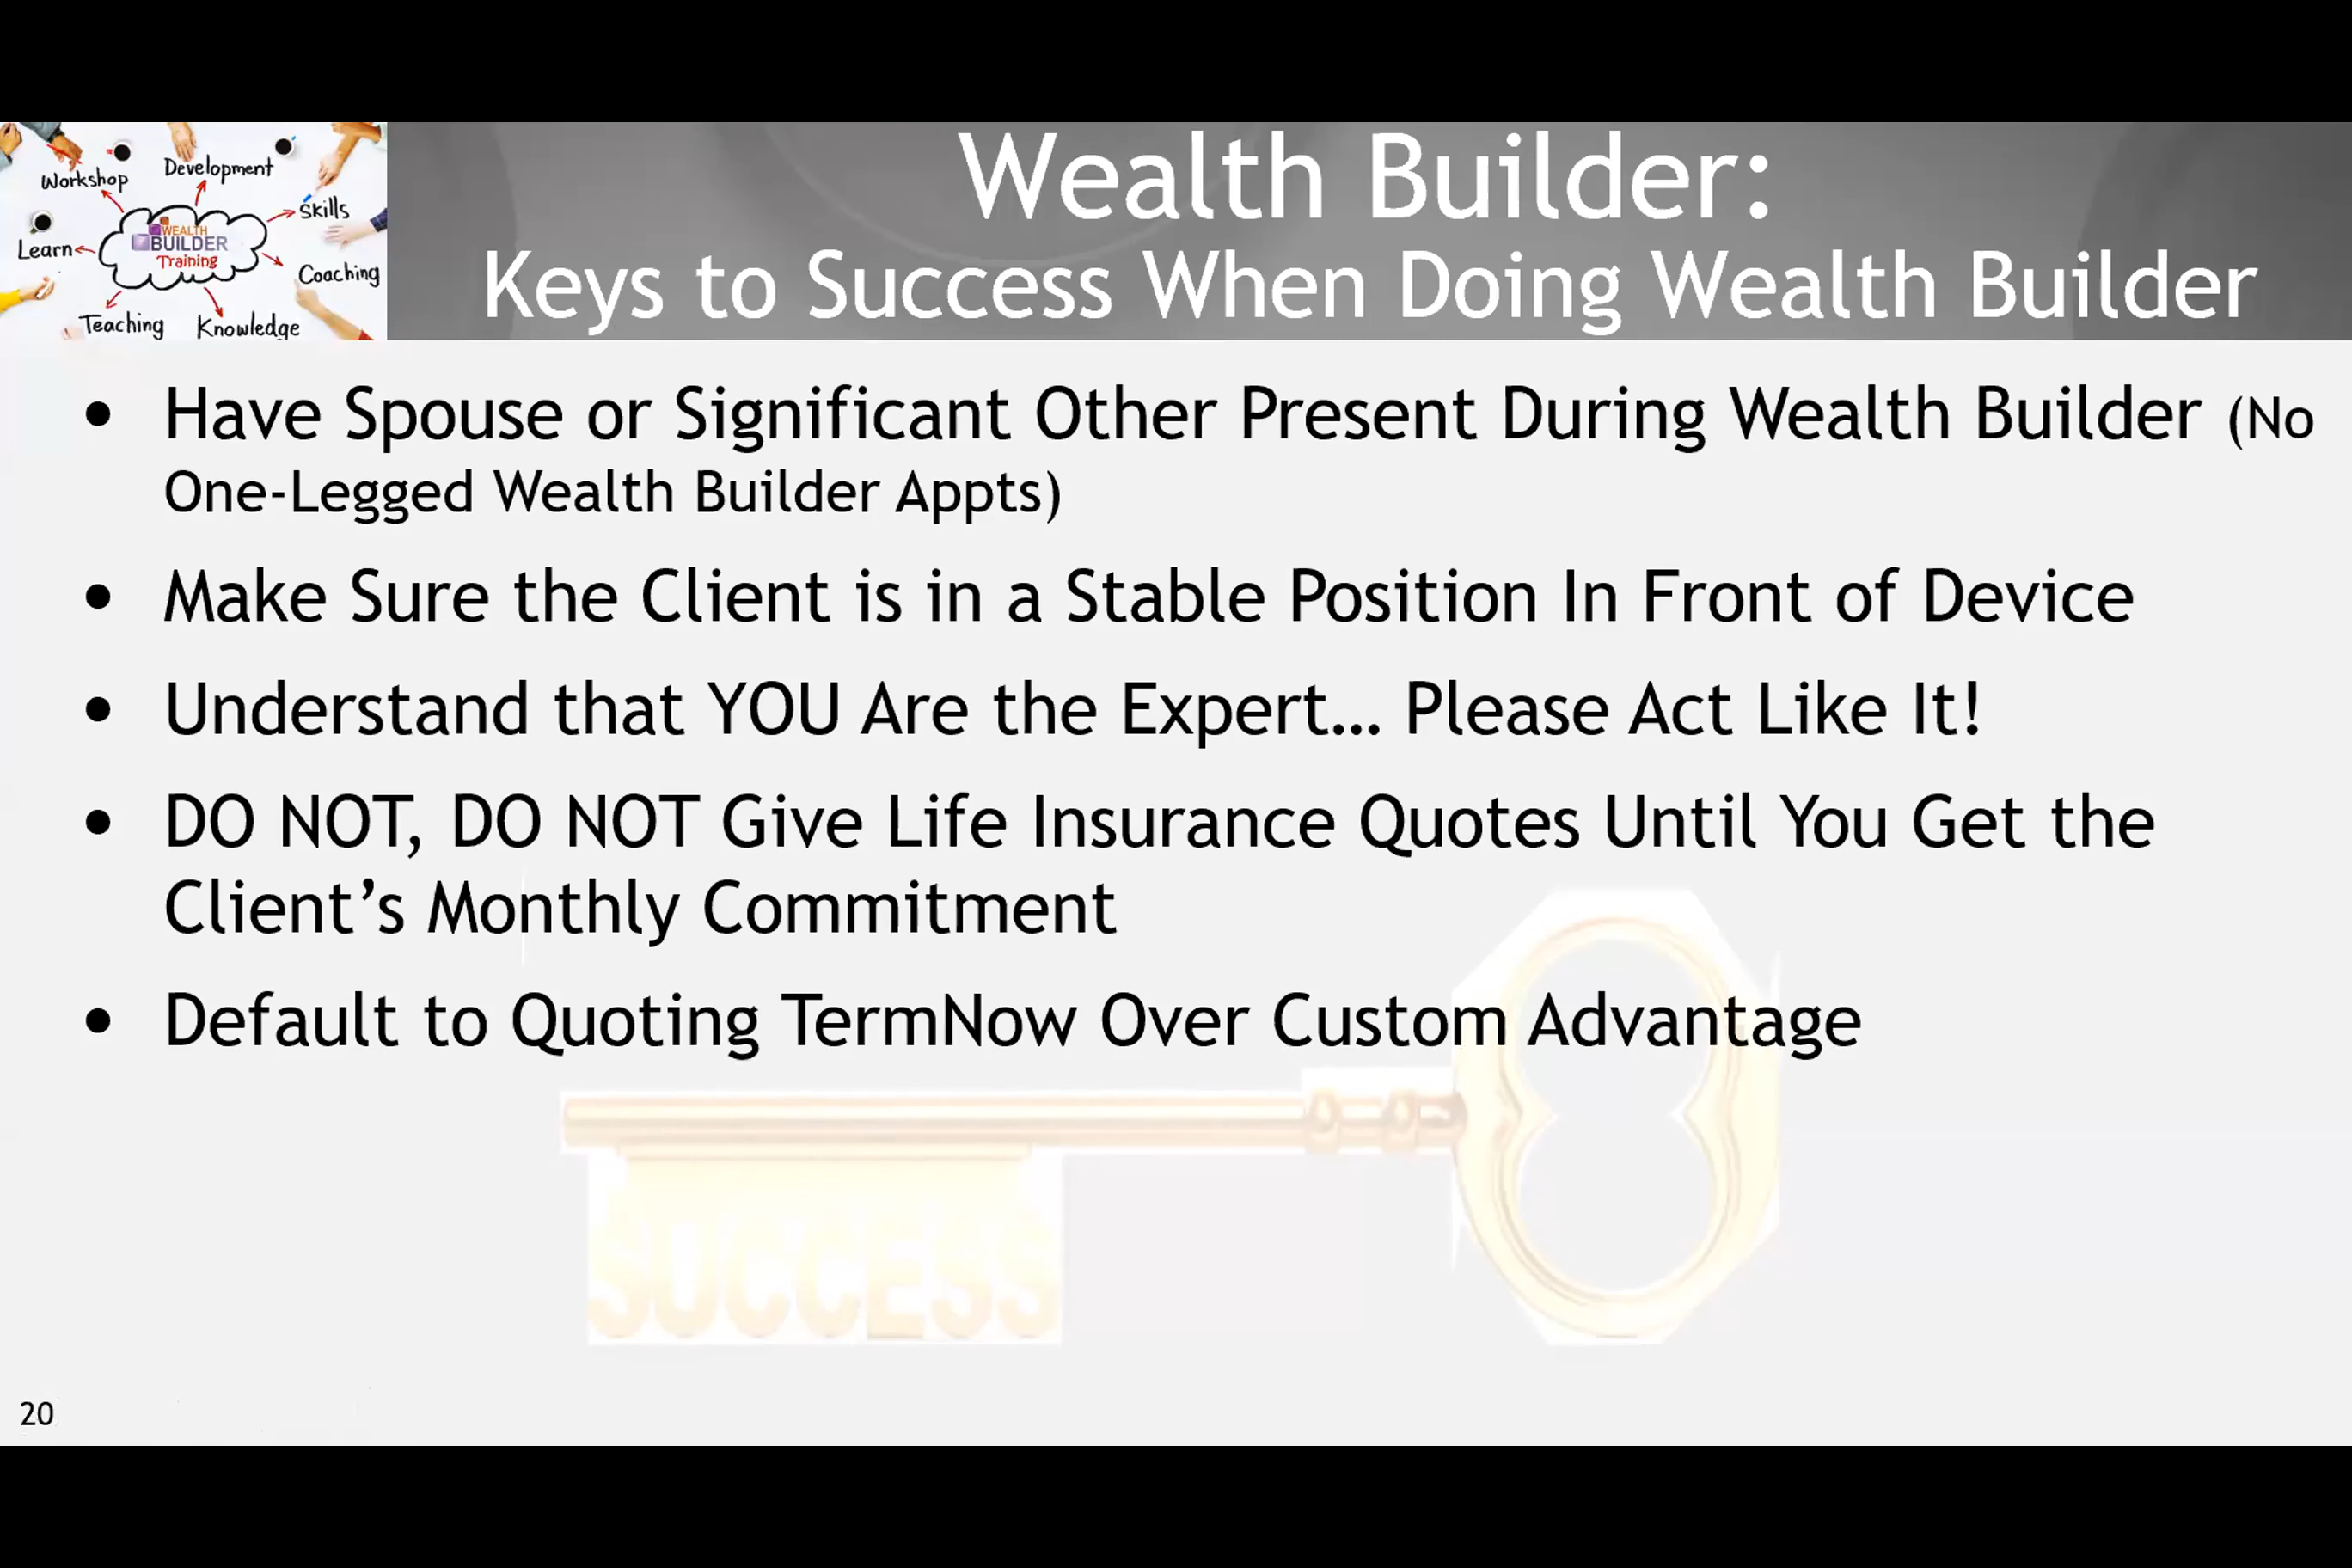 Workshop
Development
Skills
WEALTH
BUILDER
Training
Learn
Coaching
Teaching
Knowledge
Wealth Builder:
Keys to Success When Doing Wealth Builder
• Have Spouse or Significant Other Present During Wealth Builder (No
One-Legged Wealth Builder Appts)
• Make Sure the Client is in a Stable Position In Front of Device
• Understand that YOU Are the Expert... Please Act Like It!
• DO NOT, DO NOT Give Life Insurance Quotes Until You Get the
Client’s Monthly Commitment
• Default to Quoting TermNow Over Custom Advantage
SUCCESS
20